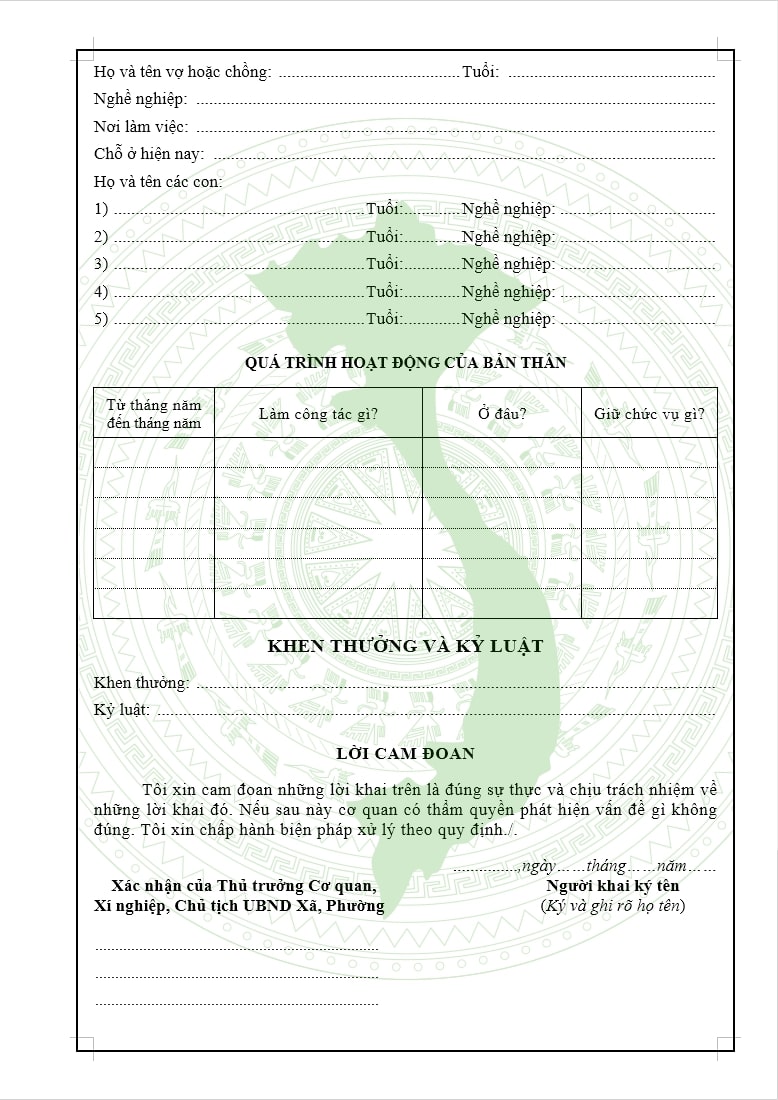 Họ và tên vợ hoặc chồng: ............................................Tuổi: ..................................................
Nghề nghiệp: ..............................................................................................................................
Nơi làm việc: ..............................................................................................................................
Chỗ ở hiện nay: ..........................................................................................................................
Họ và tên các con:
1) .............................................................Tuổi:..............Nghề nghiệp: ......................................
2) .............................................................Tuổi:..............Nghề nghiệp: ......................................
3) .............................................................Tuổi:..............Nghề nghiệp: ......................................
4) .............................................................Tuổi:..............Nghề nghiệp: ......................................
5) .............................................................Tuổi:..............Nghề nghiệp: ......................................
QUÁ TRÌNH HOẠT ĐỘNG CỦA BẢN THÂN
Từ tháng năm
đến tháng năm
Làm công tác gì?
Ở đâu?
Giữ chức vụ gì?
KHEN THƯỞNG VÀ KỶ LUẬT
Khen thưởng: ..............................................................................................................................
Kỷ luật: ........................................................................................................................................
LỜI CAM ĐOAN
Tôi xin cam đoan những lời khai trên là đúng sự thực và chịu trách nhiệm về
những lời khai đó. Nếu sau này cơ quan có thẩm quyền phát hiện vấn đề gì không
đúng. Tôi xin chấp hành biện pháp xử lý theo quy định./.
................,ngày……tháng……năm……
Xác nhận của Thủ trưởng Cơ quan,
Xí nghiệp, Chủ tịch UBND Xã, Phường
Người khai ký tên
(Ký và ghi rõ họ tên)
.....................................................................
.....................................................................
.....................................................................